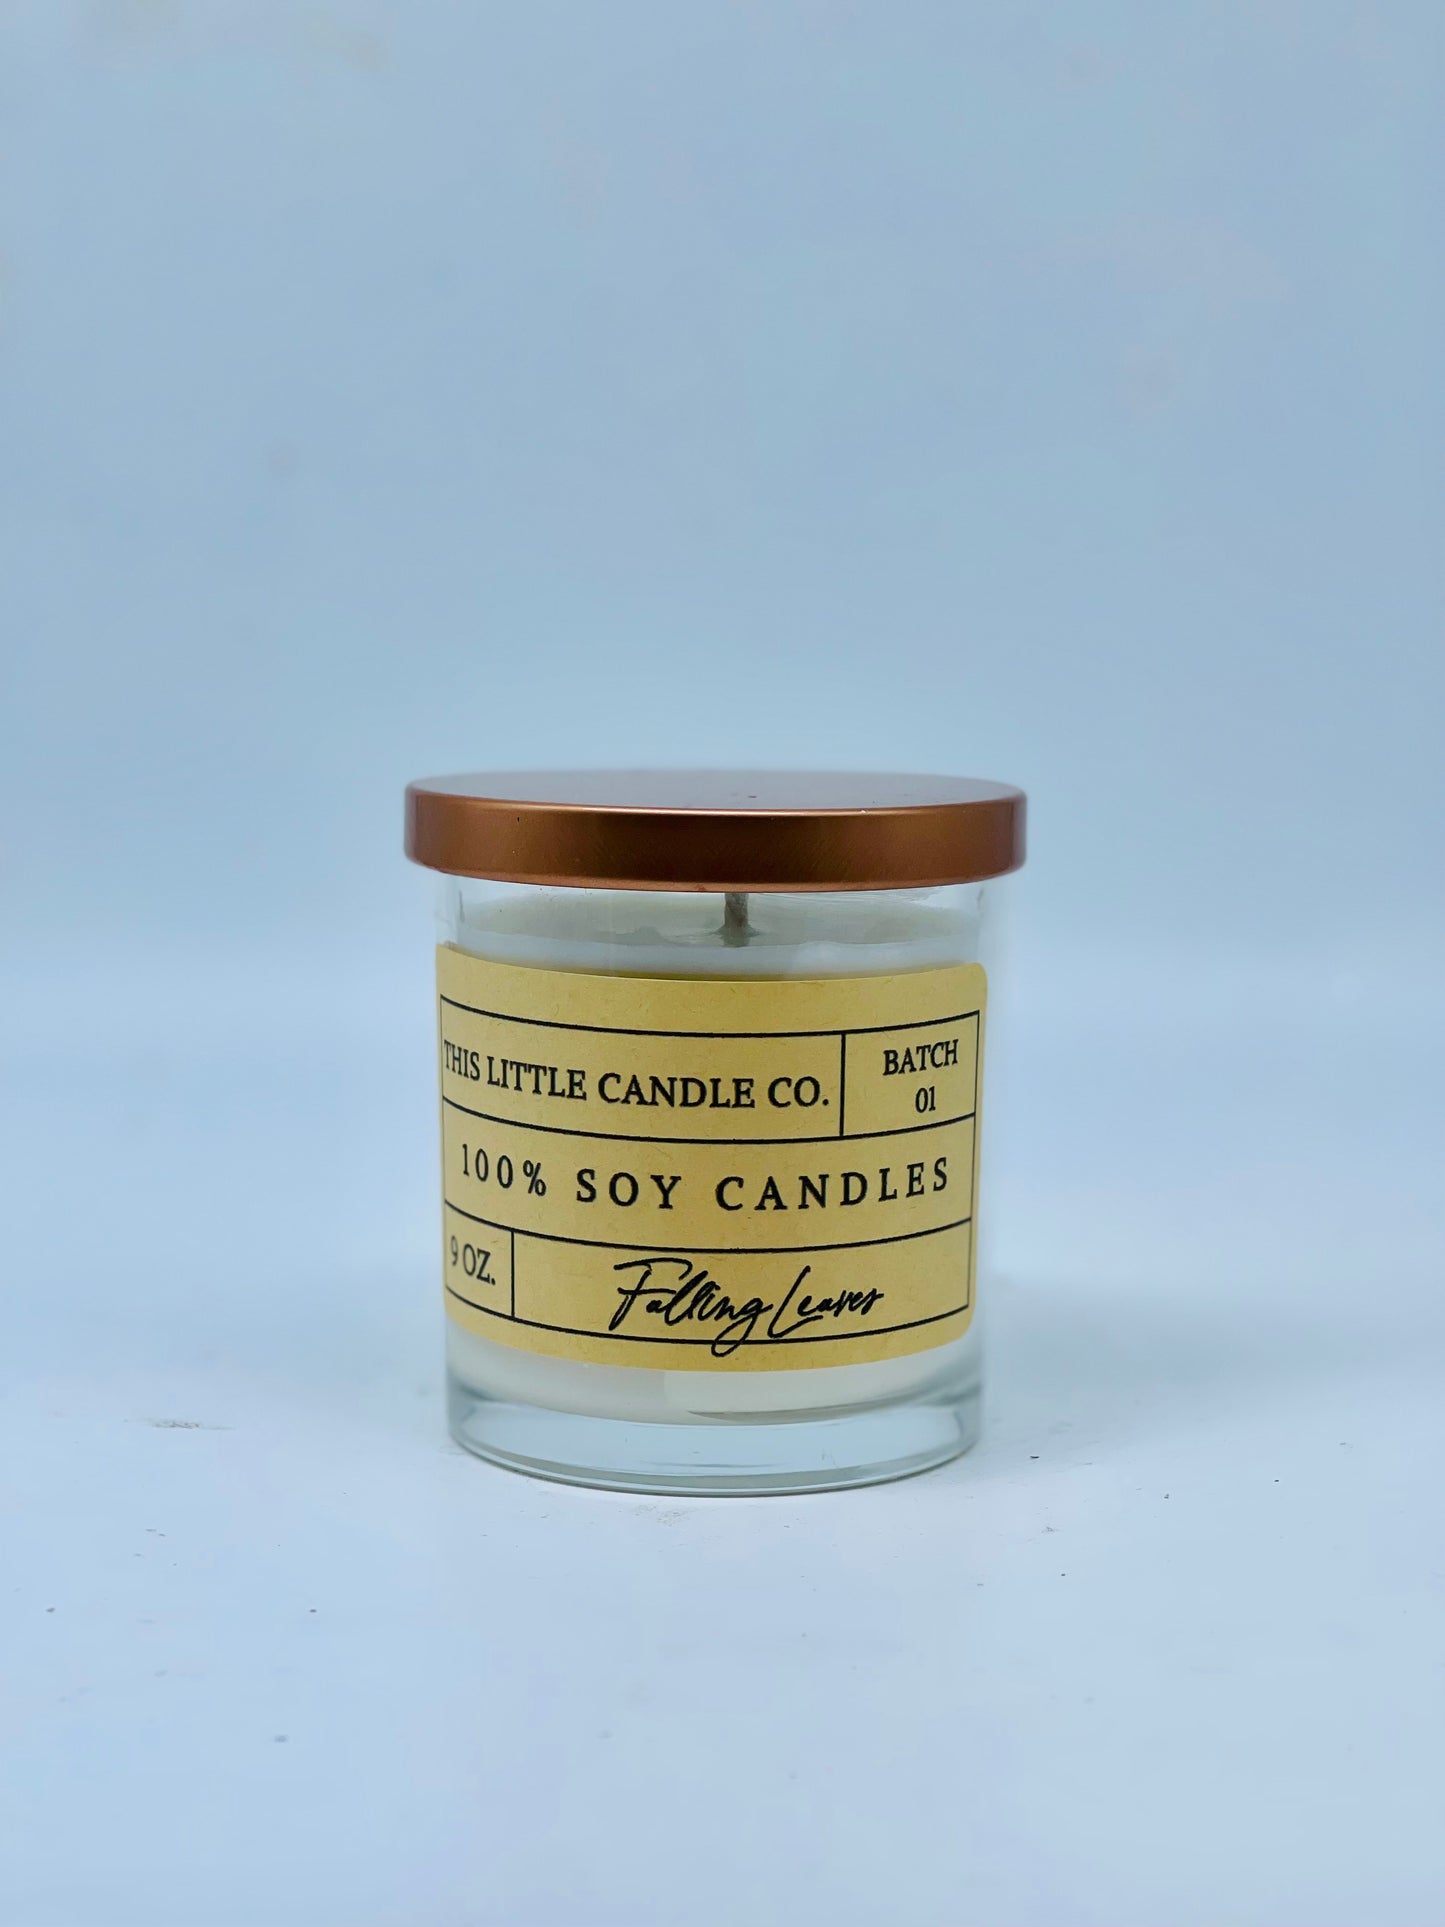 THIS LITTLE CANDLE CO.
BATCH
01
100% SOY CANDLES
9 OZ.
Falling Leaves